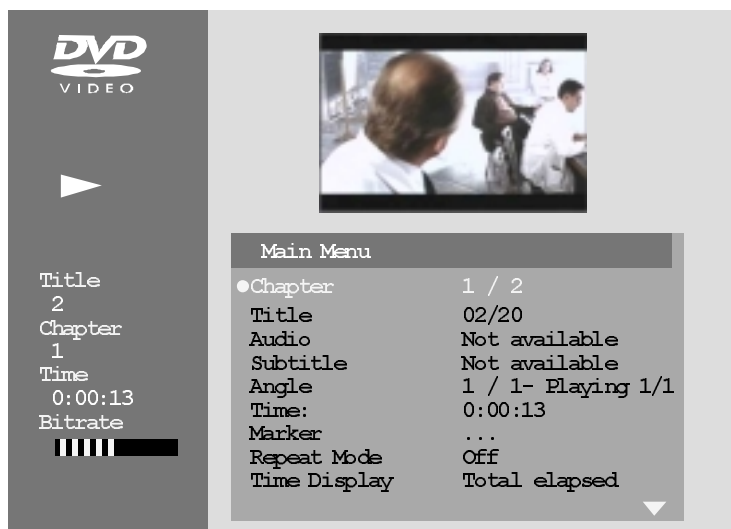 DVD
VIDEO
Title
2
Chapter
1
Time
0:00:13
Bitrate
Main Menu
Chapter 1 / 2
Title 02/20
Audio Not available
Subtitle Not available
Angle 1 / 1- Playing 1/1
Time: 0:00:13
Marker ...
Repeat Mode Off
Time Display Total elapsed